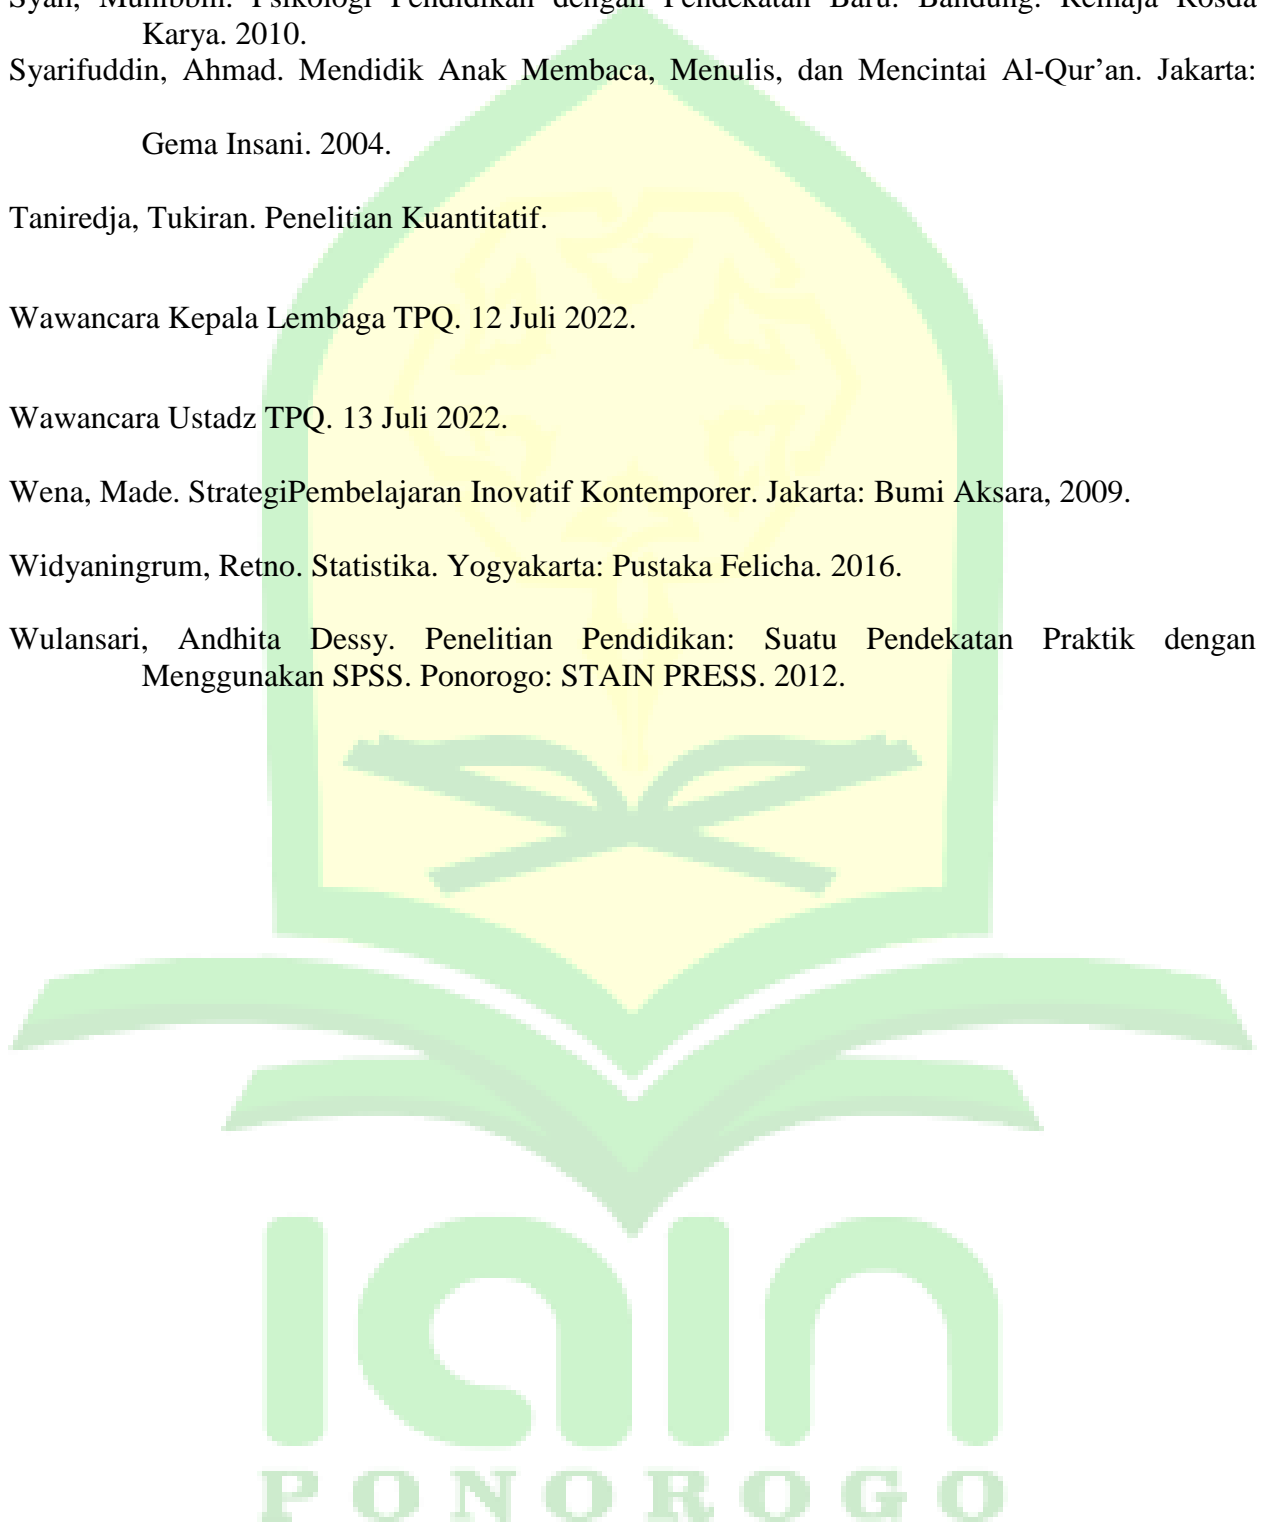 Syah, Muhibbin. Psikologi Pendidikan dengan Pendekatan Baru. Bandung: Remaja Rosda
Karya. 2010.
Syarifuddin, Ahmad. Mendidik Anak Membaca, Menulis, dan Mencintai Al-Qur’an. Jakarta:
Gema Insani. 2004.
Taniredja, Tukiran. Penelitian Kuantitatif.
Wawancara Kepala Lembaga TPQ. 12 Juli 2022.
Wawancara Ustadz TPQ. 13 Juli 2022.
Wena, Made. StrategiPembelajaran Inovatif Kontemporer. Jakarta: Bumi Aksara, 2009.
Widyaningrum, Retno. Statistika. Yogyakarta: Pustaka Felicha. 2016.
Wulansari, Andhita Dessy. Penelitian Pendidikan: Suatu Pendekatan Praktik dengan
Menggunakan SPSS. Ponorogo: STAIN PRESS. 2012.
iain
PONOROGO